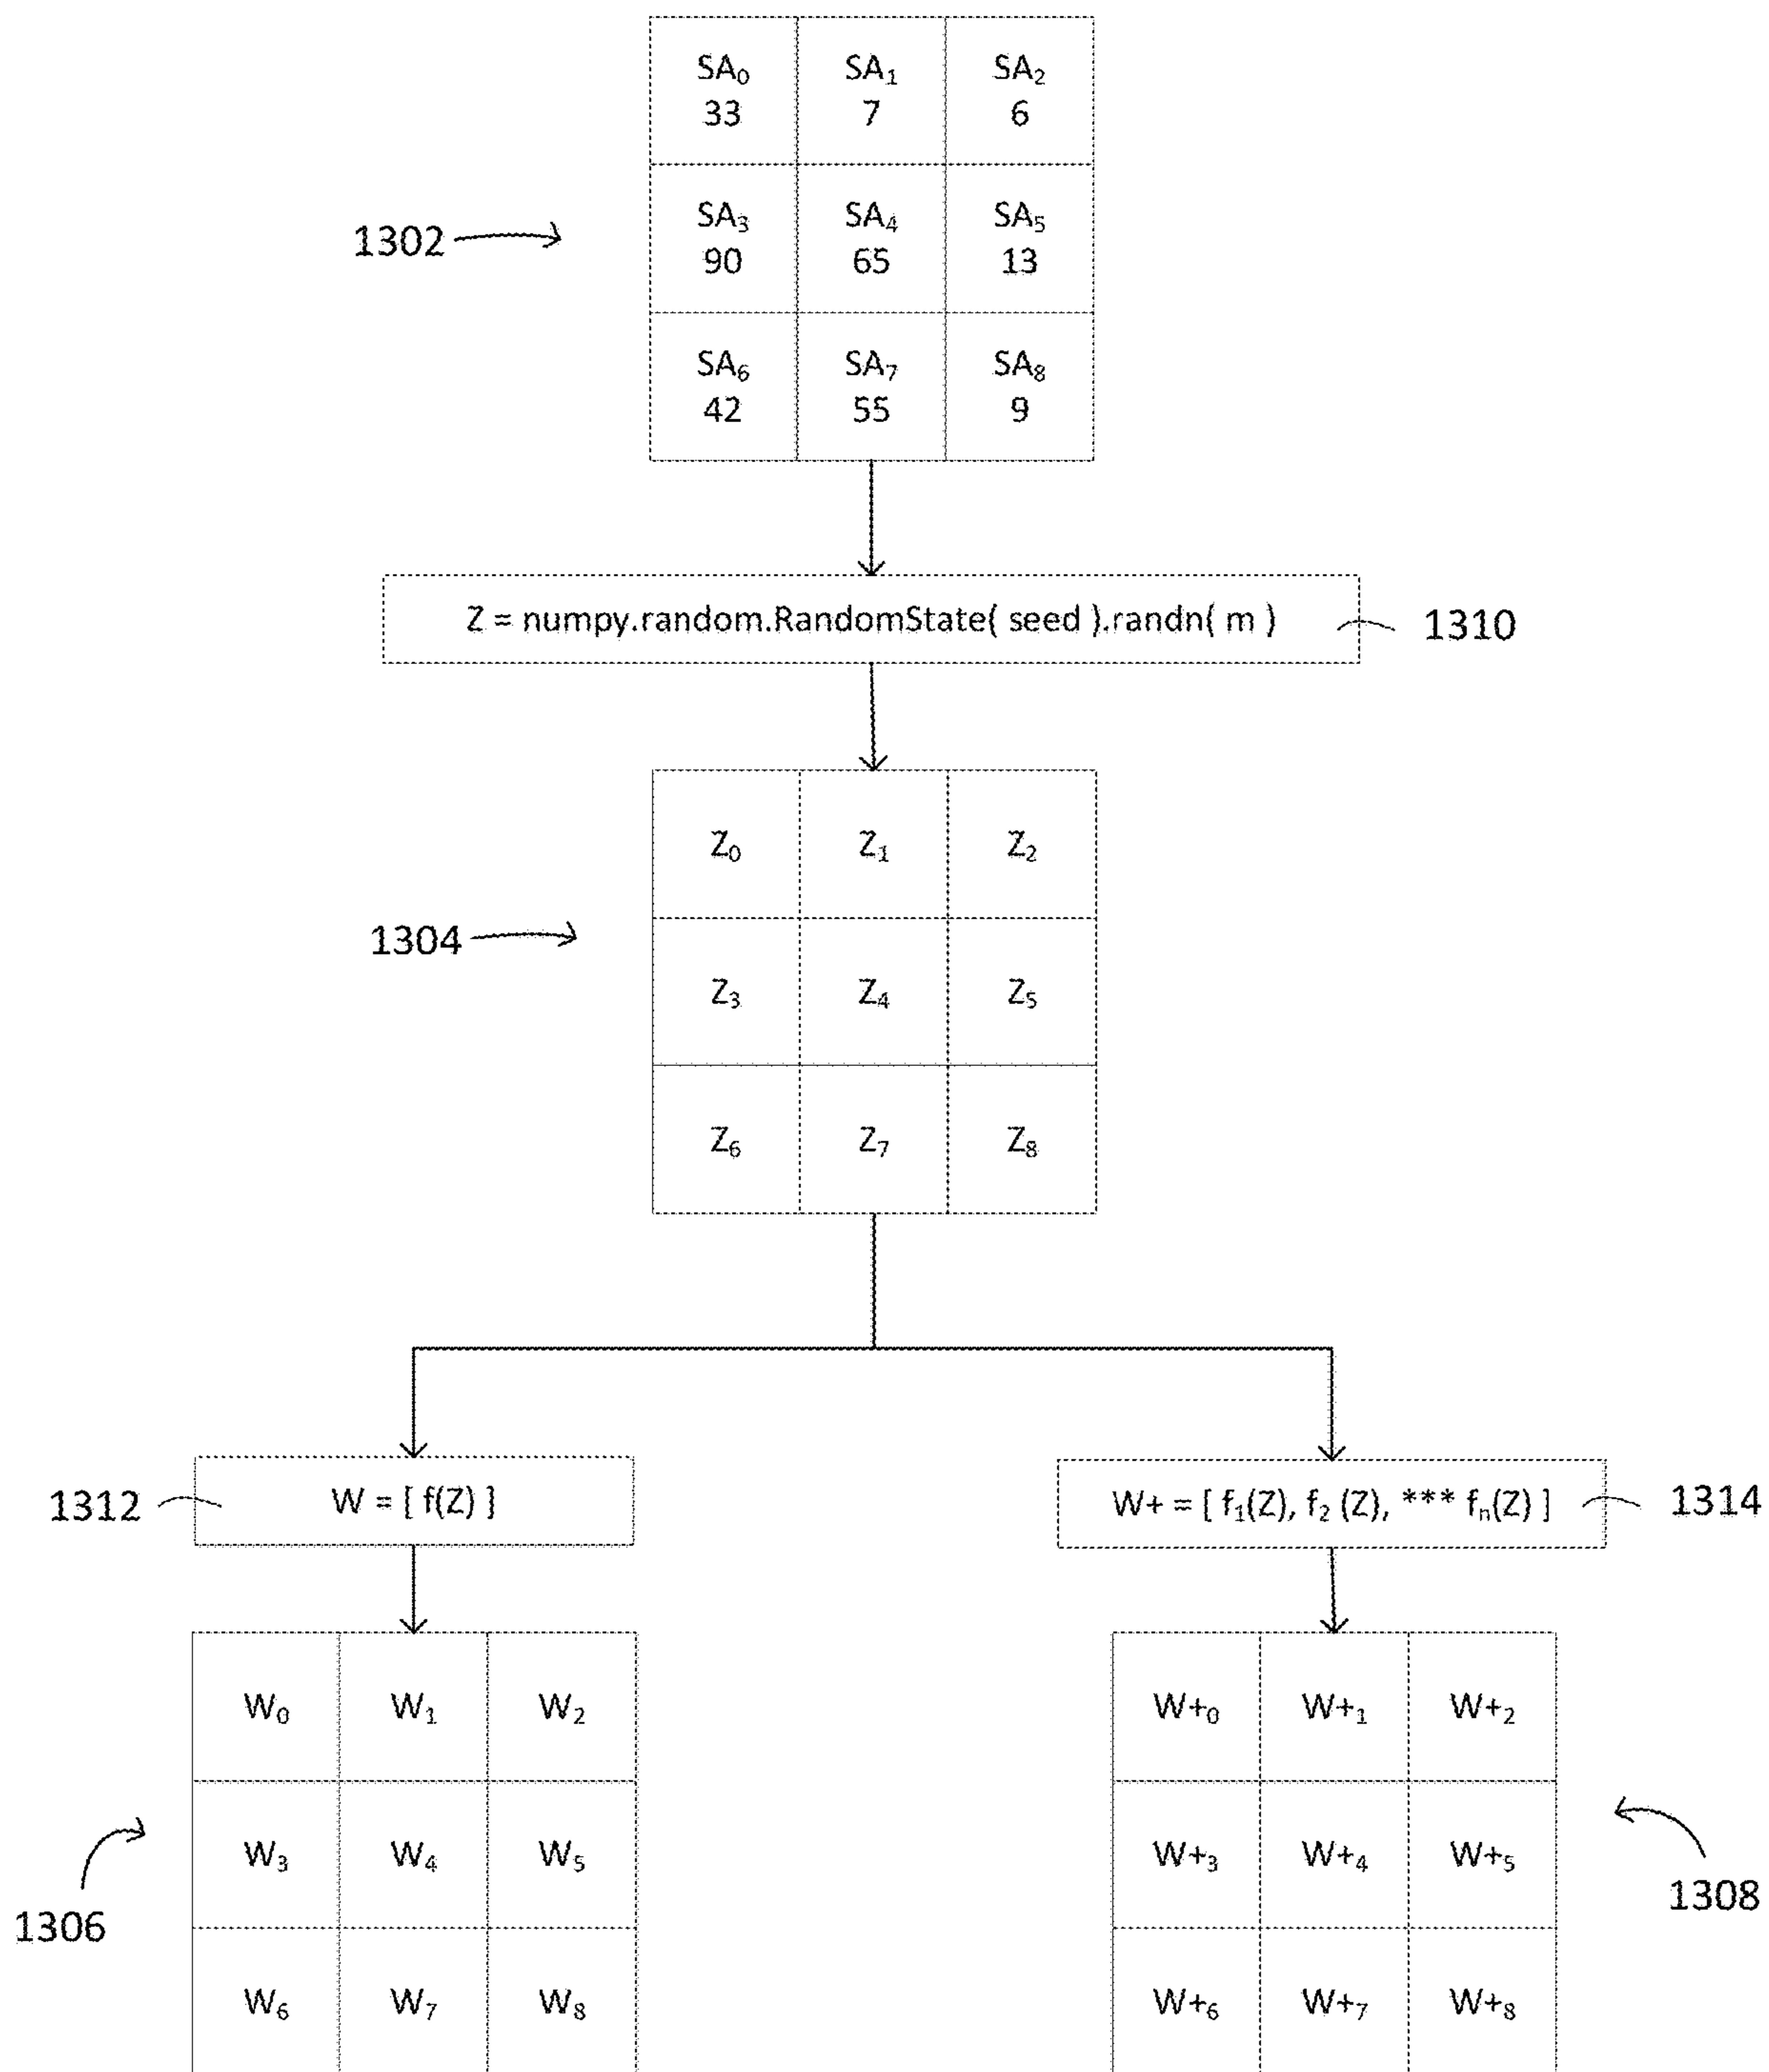 SA₀ SA₁ SA₂
33 7 6
SA₃ SA₄ SA₅
1302
90 65 13
SA₆ SA₇ SA₈
42 55 9
Z = numpy.random.RandomState( seed ).randn( m )
1310
Z₀ Z₁ Z₂
1304
Z₃ Z₄ Z₅
Z₆ Z₇ Z₈
1312
W = [ f(Z) ]
W+ = [ f₁(Z), f₂ (Z), *** fₙ(Z) ]
1314
W₀ W₁ W₂
W+₀ W+₁ W+₂
W₃ W₄ W₅
W+₃ W+₄ W+₅
1306
1308
W₆ W₇ W₈
W+₆ W+₇ W+₈